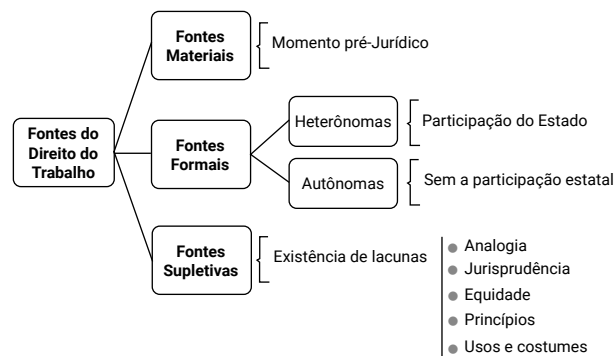 Fontes
Materiais
Momento pré-Jurídico
Fontes do
Direito do
Trabalho
Fontes
Formais
Heterônomas
Participação do Estado
Autônomas
Sem a participação estatal
Fontes
Supletivas
Existência de lacunas
Analogia
Jurisprudência
Equidade
Princípios
Usos e costumes